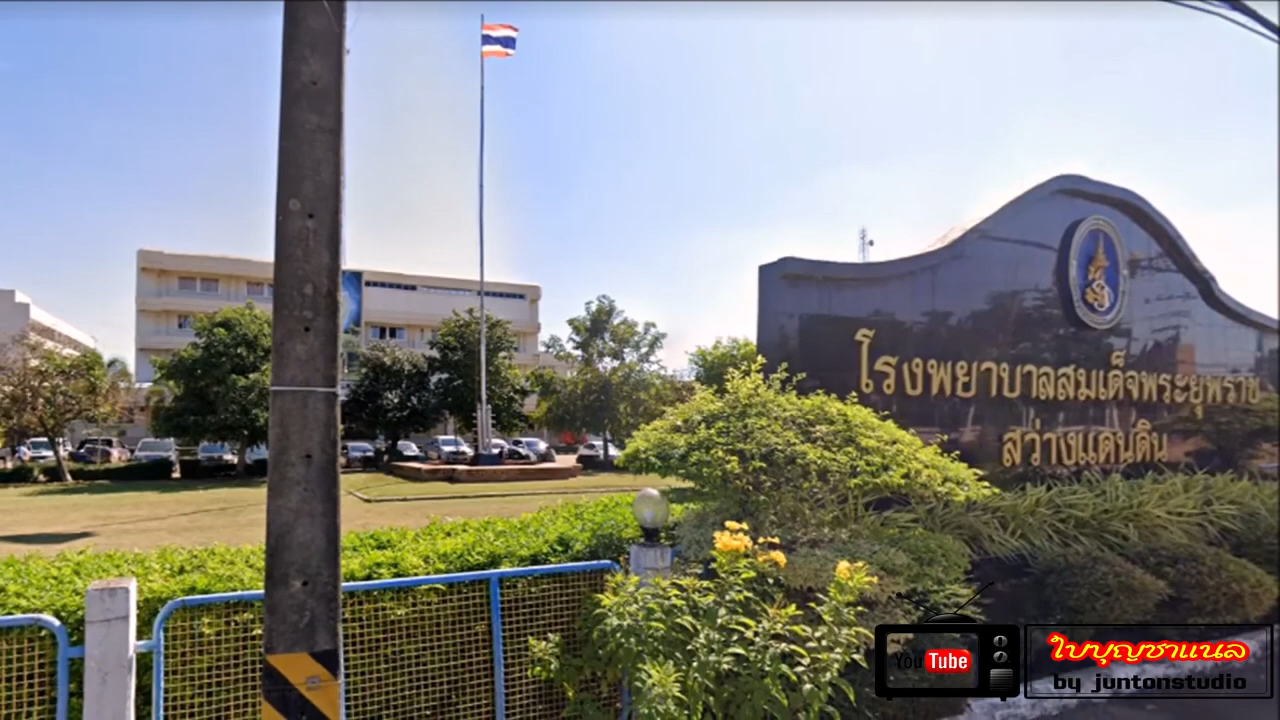 โรงพยาบาลสมเด็จพระยุพราช
สว่างแดนดิน
YouTube
ใบบุญชาแนล
by juntonstudio